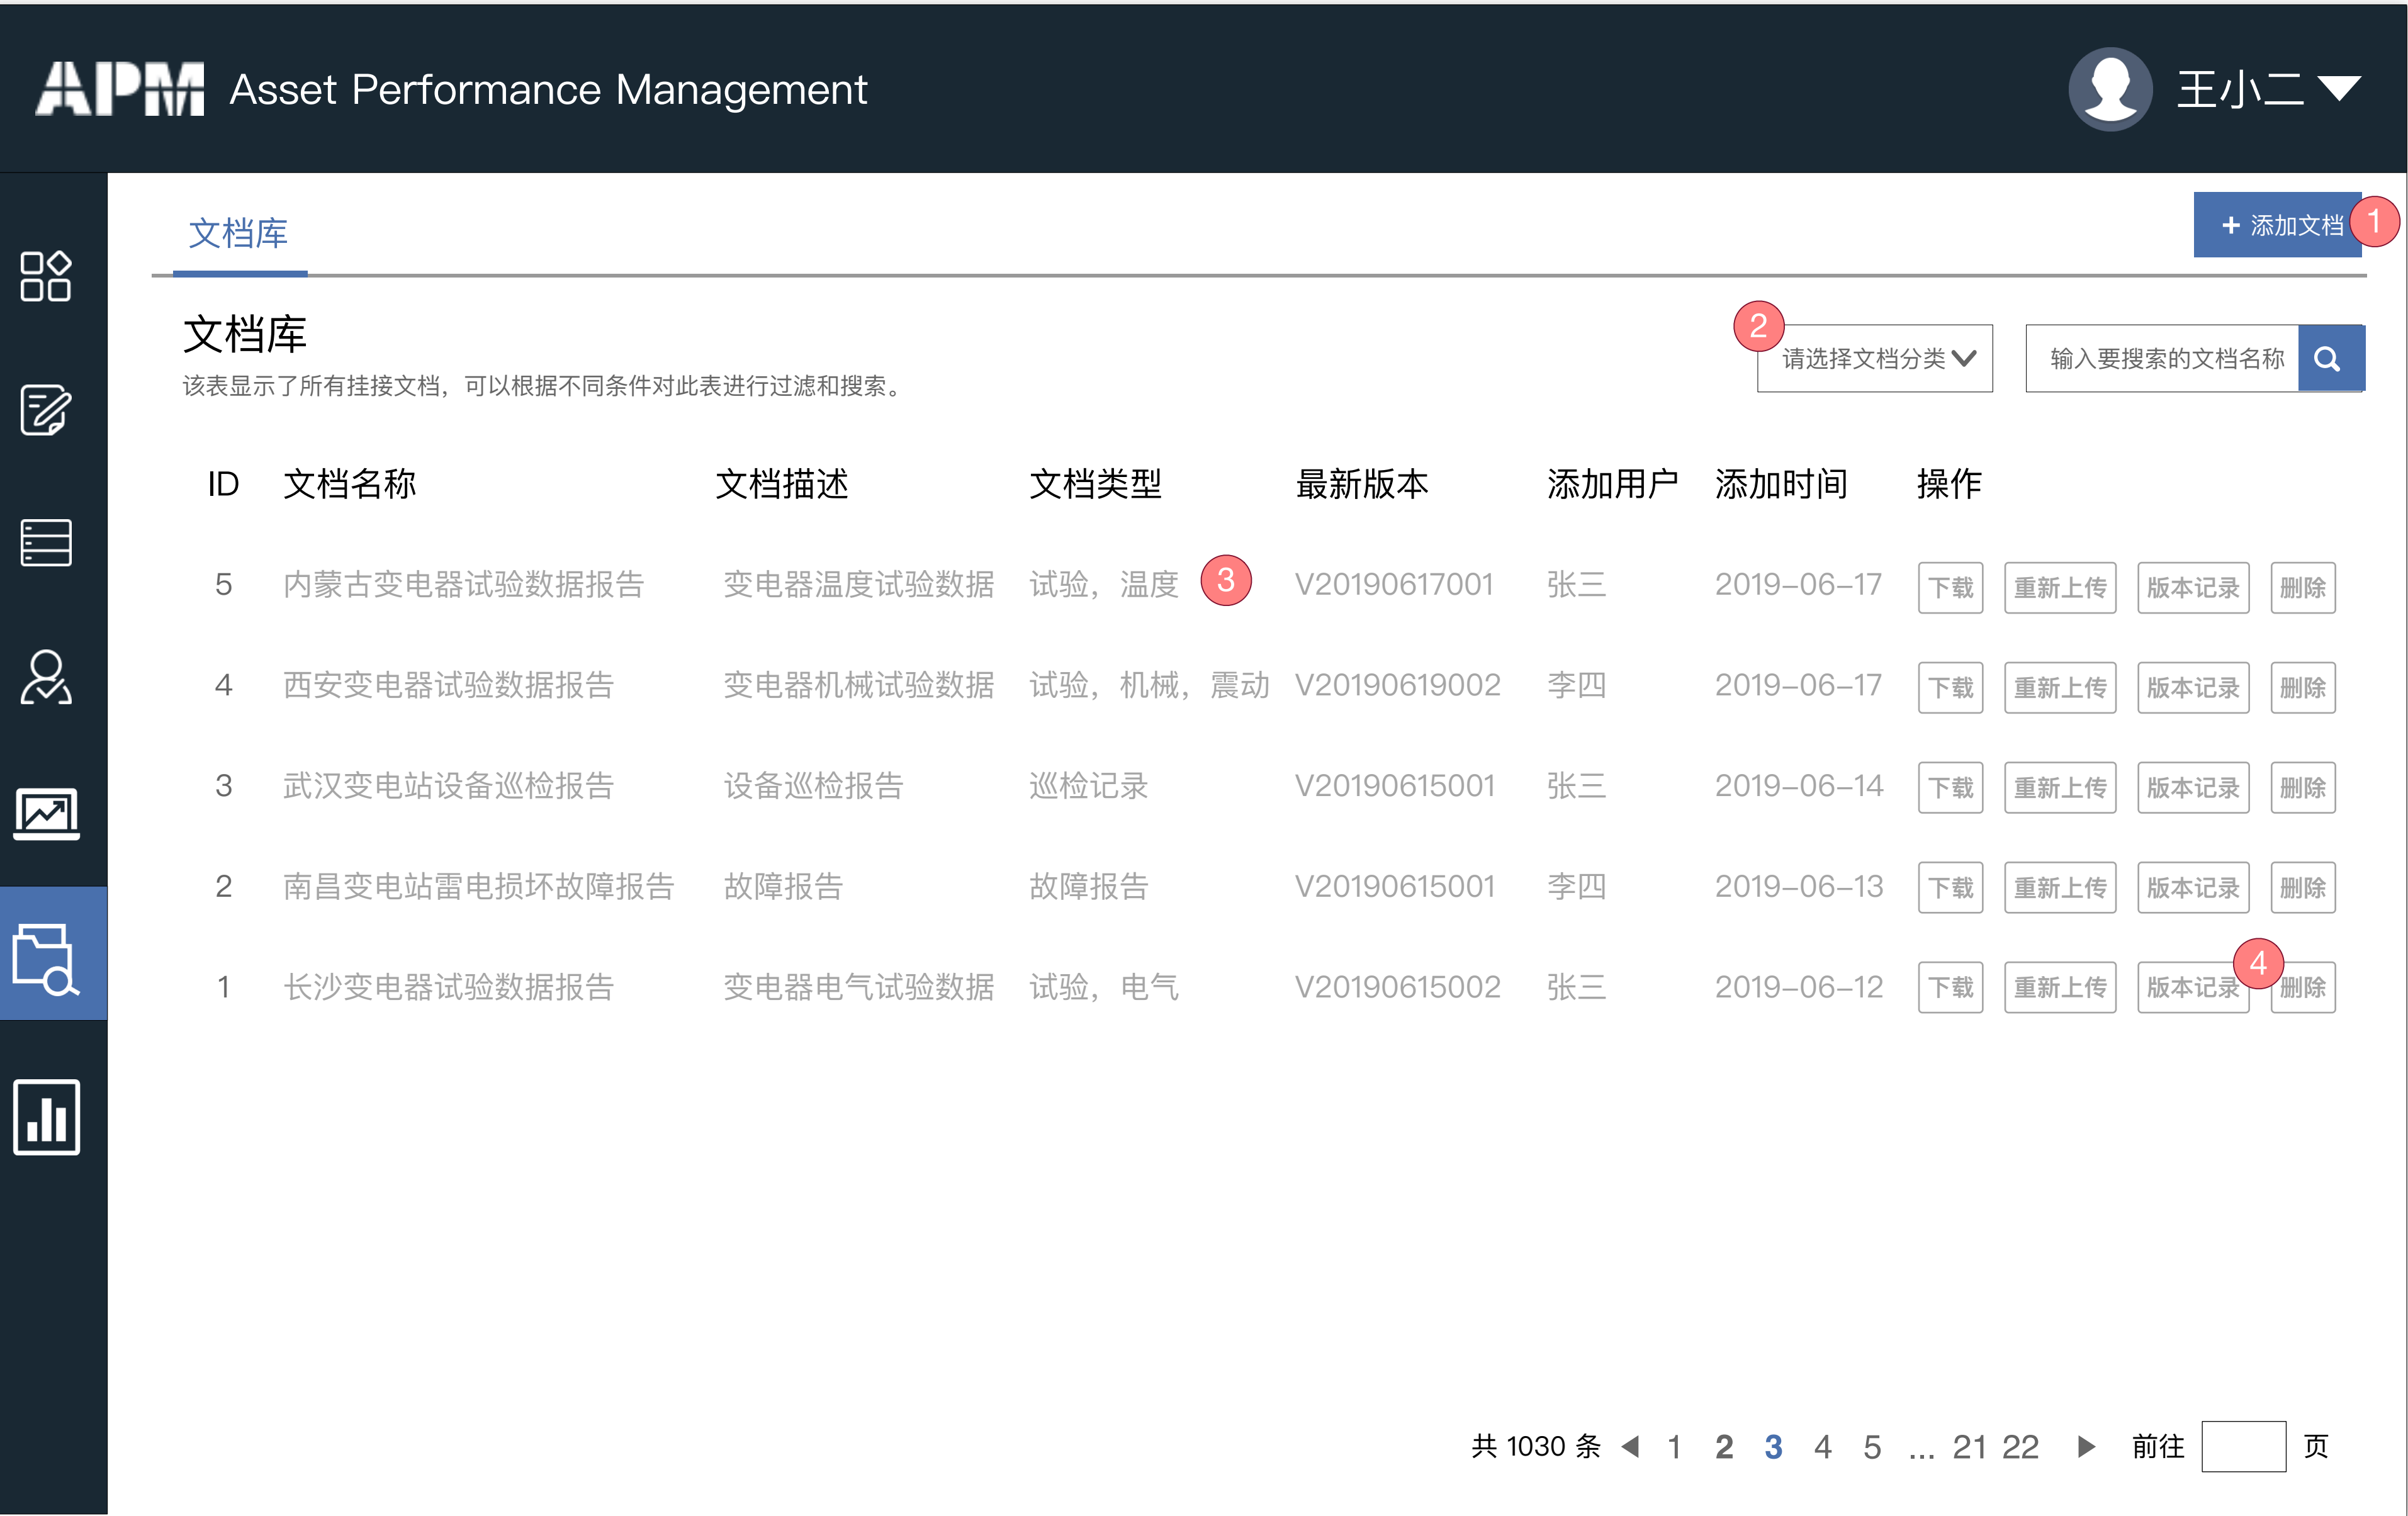 APM Asset Performance Management 王小二
文档库 + 添加文档 1
文档库
2 请选择文档分类 输入要搜索的文档名称
该表显示了所有挂接文档，可以根据不同条件对此表进行过滤和搜索。
ID 文档名称 文档描述 文档类型 最新版本 添加用户 添加时间 操作
5 内蒙古变电器试验数据报告 变电器温度试验数据 试验，温度 3 V20190617001 张三 2019-06-17 下载 重新上传 版本记录 删除
4 西安变电器试验数据报告 变电器机械试验数据 试验，机械，震动 V20190619002 李四 2019-06-17 下载 重新上传 版本记录 删除
3 武汉变电站设备巡检报告 设备巡检报告 巡检记录 V20190615001 张三 2019-06-14 下载 重新上传 版本记录 删除
2 南昌变电站雷电损坏故障报告 故障报告 故障报告 V20190615001 李四 2019-06-13 下载 重新上传 版本记录 删除
1 长沙变电器试验数据报告 变电器电气试验数据 试验，电气 V20190615002 张三 2019-06-12 下载 重新上传 版本记录 4 删除
共 1030 条 1 2 3 4 5 ... 21 22 前往 页